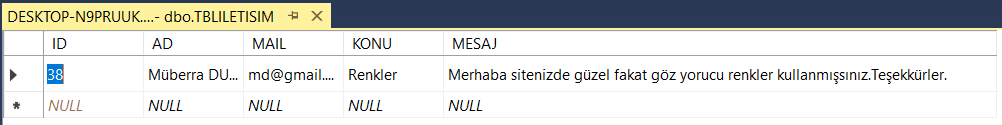 DESKTOP-N9PRUUK....- dbo.TBLILETISIM
ID AD MAIL KONU MESAJ
38 Müberra DU... md@gmail.... Renkler Merhaba sitenizde güzel fakat göz yorucu renkler kullanmışsınız.Teşekkürler.
NULL NULL NULL NULL NULL